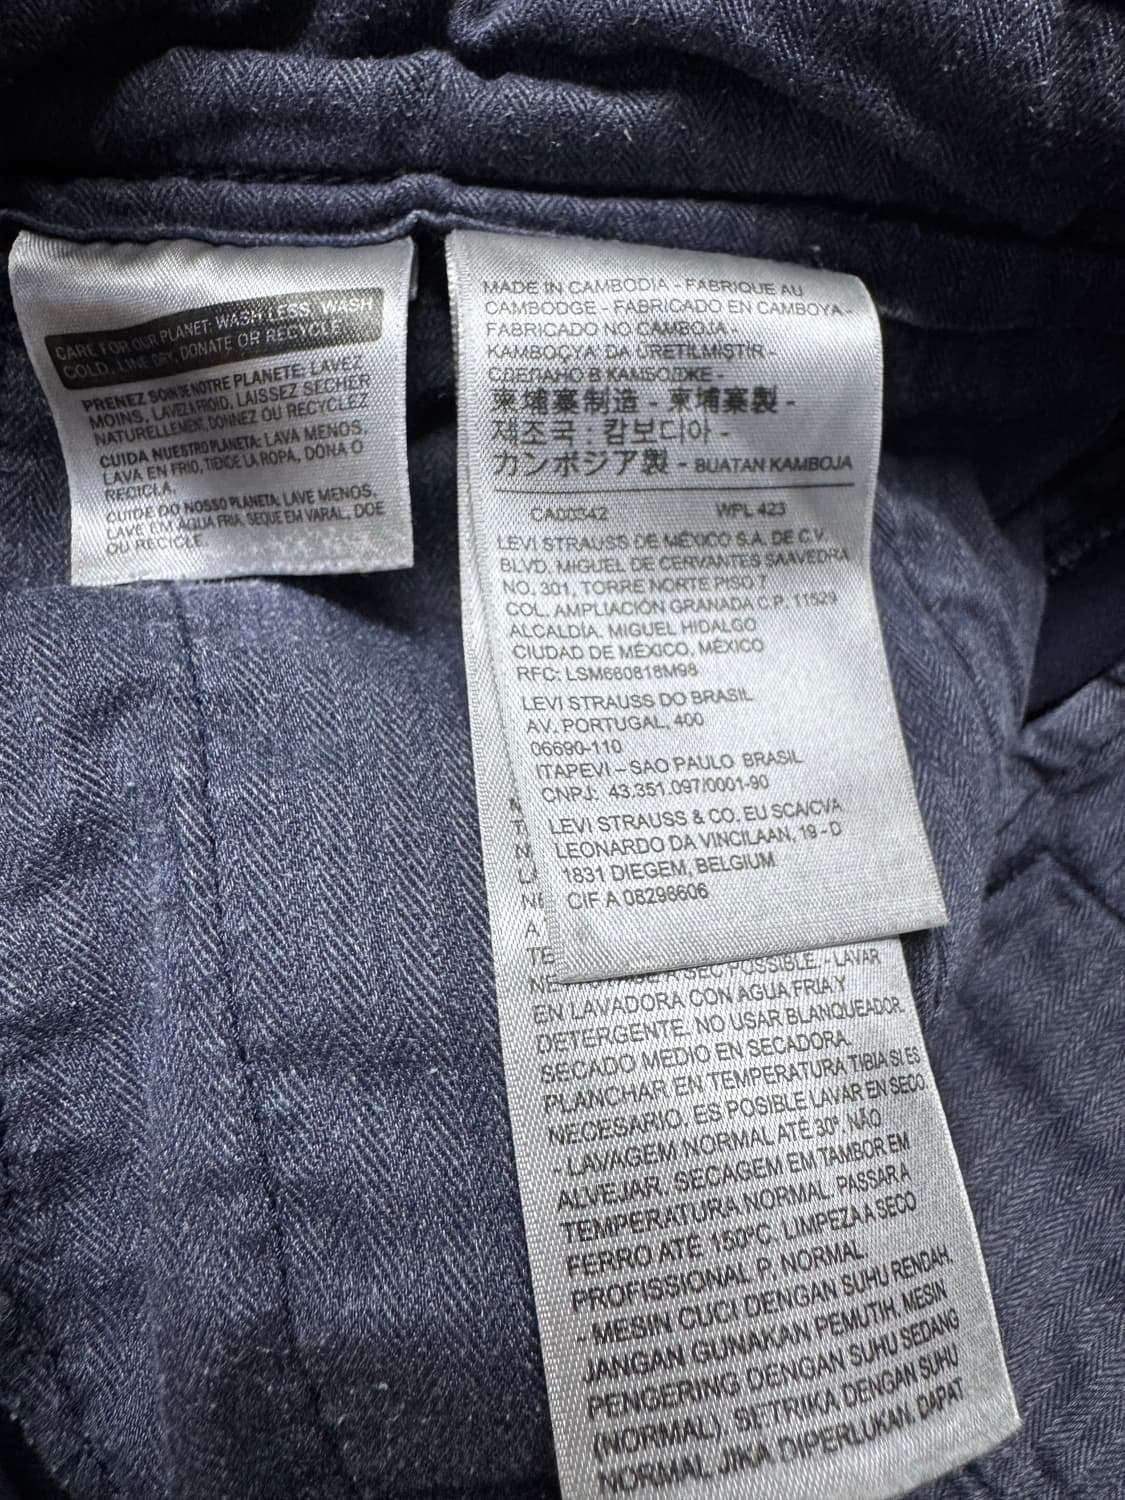 CARE FOR OUR PLANET: WASH LESS, WASH
COLD, LINE DRY, DONATE OR RECYCLE
PRENEZ SOIN DE NOTRE PLANETE: LAVEZ
MOINS, LAVEZ A FROID, LAISSEZ SECHER
NATURELLEMENT, DONNEZ OU RECYCLEZ
CUIDA NUESTRO PLANETA: LAVA MENOS,
LAVA EN FRIO, TIENDE LA ROPA, DONA O
RECICLA.
CUIDE DO NOSSO PLANETA: LAVE MENOS,
LAVE EM AGUA FRIA, SEQUE EM VARAL, DOE
OU RECICLE
MADE IN CAMBODIA - FABRIQUE AU
CAMBODGE - FABRICADO EN CAMBOYA -
FABRICADO NO CAMBOJA -
KAMBOÇYA' DA ÜRETILMIŞTIR -
СДЕЛАНО В КАМБОДЖЕ -
柬埔寨制造 - 柬埔寨製 -
제조국 : 캄보디아 -
カンボジア製 - BUATAN KAMBOJA
CA00342 WPL 423
LEVI STRAUSS DE MÉXICO S.A. DE C.V.
BLVD. MIGUEL DE CERVANTES SAAVEDRA
NO. 301, TORRE NORTE PISO 7
COL. AMPLIACIÓN GRANADA C.P. 11529
ALCALDÍA. MIGUEL HIDALGO
CIUDAD DE MÉXICO, MÉXICO
RFC: LSM660818M98
LEVI STRAUSS DO BRASIL
AV. PORTUGAL, 400
06690-110
ITAPEVI – SAO PAULO BRASIL
CNPJ: 43.351.097/0001-90
LEVI STRAUSS & CO. EU SCA/CVA
LEONARDO DA VINCILAAN, 19 - D
1831 DIEGEM, BELGIUM
CIF A 08298606
SEC POSSIBLE. - LAVAR
EN LAVADORA CON AGUA FRIA Y
DETERGENTE. NO USAR BLANQUEADOR.
SECADO MEDIO EN SECADORA.
PLANCHAR EN TEMPERATURA TIBIA SI ES
NECESARIO. ES POSIBLE LAVAR EN SECO.
- LAVAGEM NORMAL ATÉ 30°. NÃO
ALVEJAR. SECAGEM EM TAMBOR EM
TEMPERATURA NORMAL. PASSAR A
FERRO ATÉ 150°C. LIMPEZA A SECO
PROFISSIONAL P, NORMAL.
- MESIN CUCI DENGAN SUHU RENDAH.
JANGAN GUNAKAN PEMUTIH. MESIN
PENGERING DENGAN SUHU SEDANG
(NORMAL). SETRIKA DENGAN SUHU
NORMAL JIKA DIPERLUKAN. DAPAT